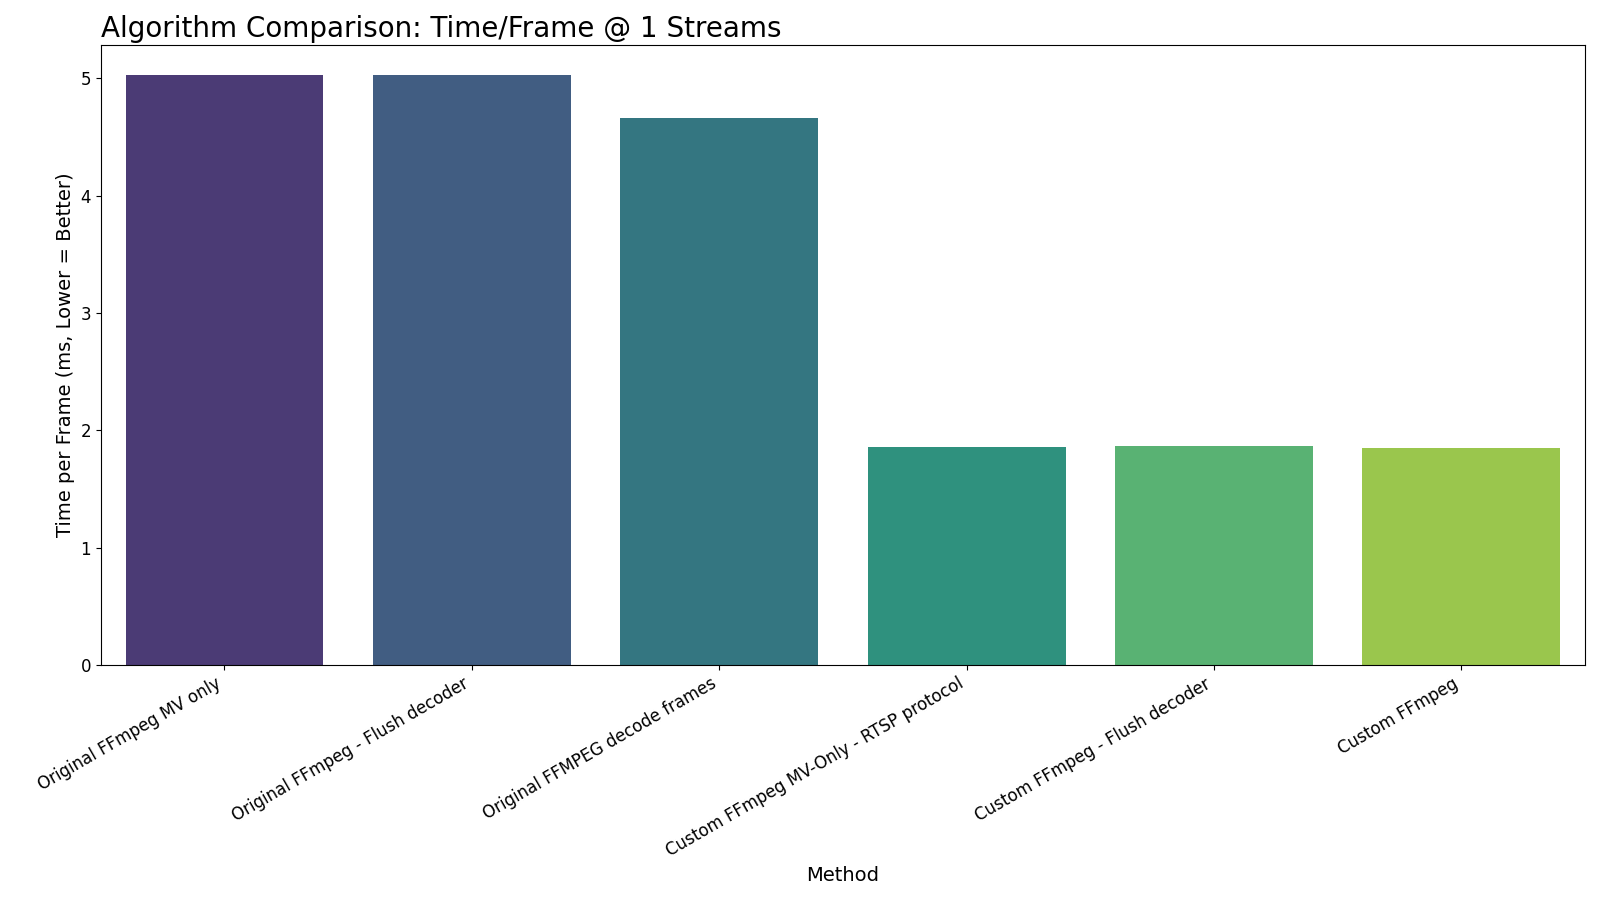 Algorithm Comparison: Time/Frame @ 1 Streams
Time per Frame (ms, Lower = Better)
5
4
3
2
1
0
Original FFmpeg MV only
Original FFmpeg - Flush decoder
Original FFMPEG decode frames
Custom FFmpeg MV-Only - RTSP protocol
Custom FFmpeg - Flush decoder
Custom FFmpeg
Method